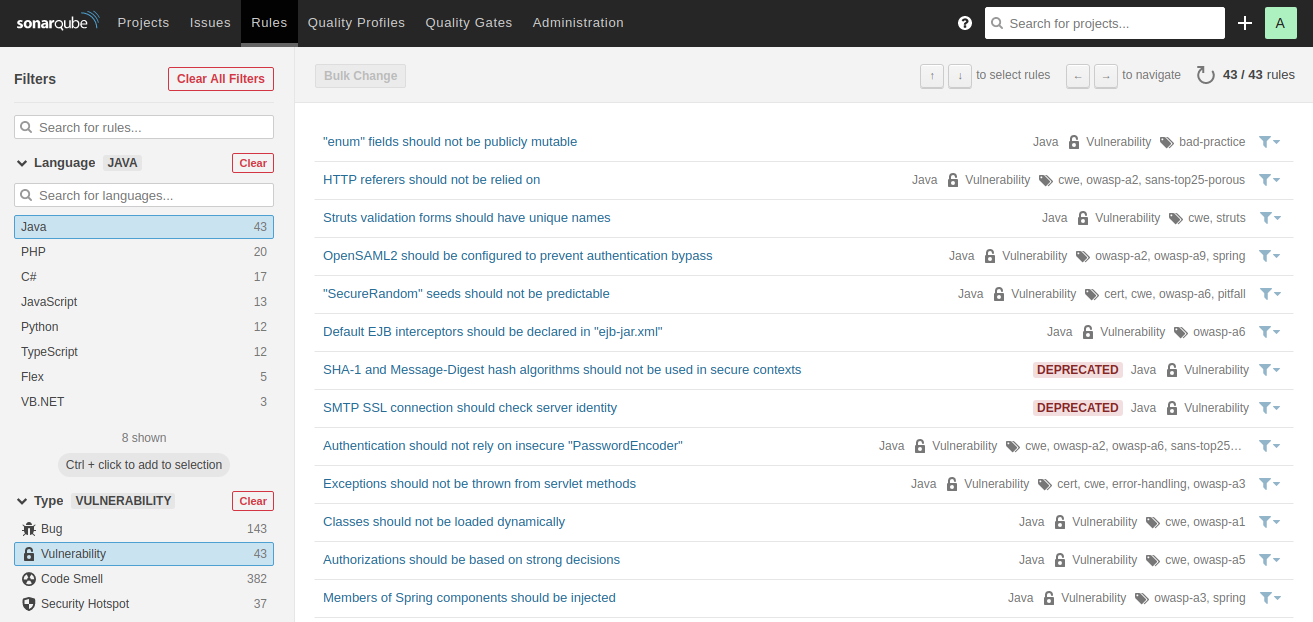 sonarqube Projects Issues Rules Quality Profiles Quality Gates Administration ? Search for projects... + A
Filters Clear All Filters
Search for rules...
Language JAVA Clear
Search for languages...
Java 43
PHP 20
C# 17
JavaScript 13
Python 12
TypeScript 12
Flex 5
VB.NET 3
8 shown
Ctrl + click to add to selection
Type VULNERABILITY Clear
Bug 143
Vulnerability 43
Code Smell 382
Security Hotspot 37
Bulk Change ↑ ↓ to select rules ← → to navigate 43 / 43 rules
"enum" fields should not be publicly mutable Java Vulnerability bad-practice
HTTP referers should not be relied on Java Vulnerability cwe, owasp-a2, sans-top25-porous
Struts validation forms should have unique names Java Vulnerability cwe, struts
OpenSAML2 should be configured to prevent authentication bypass Java Vulnerability owasp-a2, owasp-a9, spring
"SecureRandom" seeds should not be predictable Java Vulnerability cert, cwe, owasp-a6, pitfall
Default EJB interceptors should be declared in "ejb-jar.xml" Java Vulnerability owasp-a6
SHA-1 and Message-Digest hash algorithms should not be used in secure contexts DEPRECATED Java Vulnerability
SMTP SSL connection should check server identity DEPRECATED Java Vulnerability
Authentication should not rely on insecure "PasswordEncoder" Java Vulnerability cwe, owasp-a2, owasp-a6, sans-top25...
Exceptions should not be thrown from servlet methods Java Vulnerability cert, cwe, error-handling, owasp-a3
Classes should not be loaded dynamically Java Vulnerability cwe, owasp-a1
Authorizations should be based on strong decisions Java Vulnerability cwe, owasp-a5
Members of Spring components should be injected Java Vulnerability owasp-a3, spring